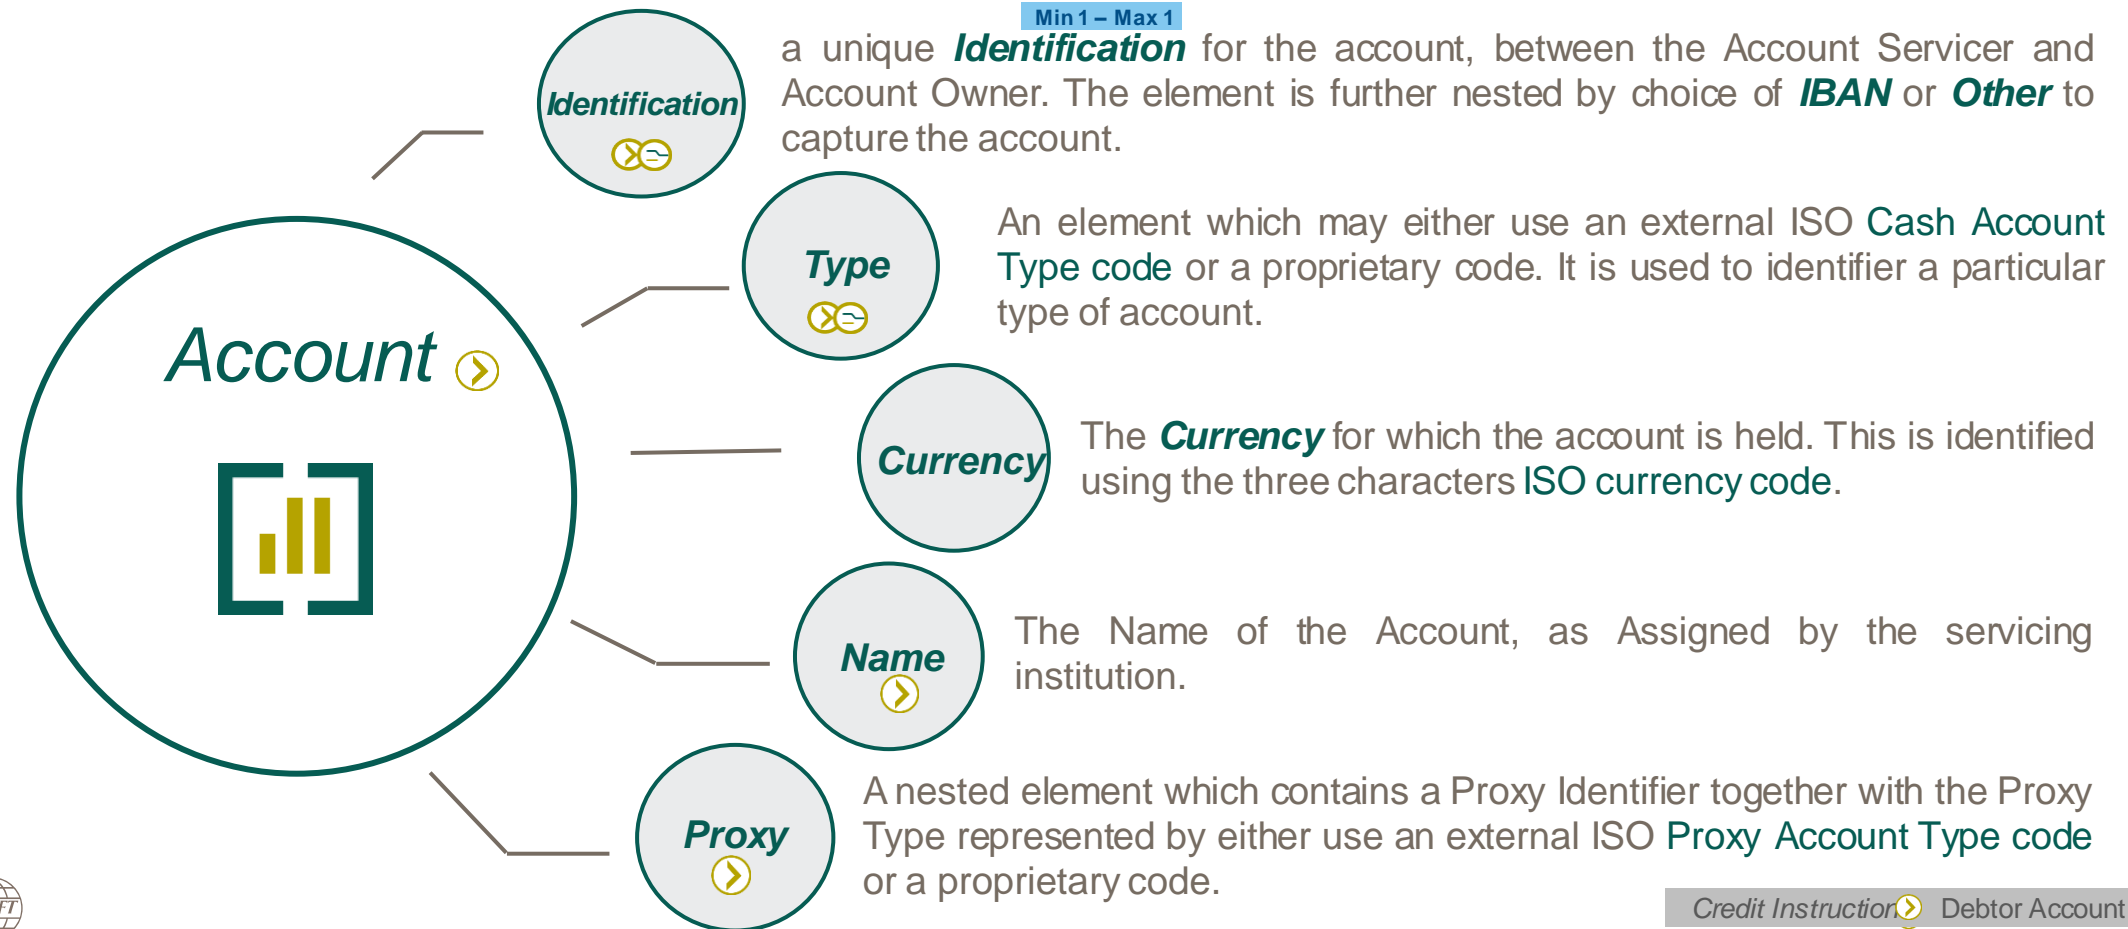 Min 1 – Max 1
a unique Identification for the account, between the Account Servicer and
Account Owner. The element is further nested by choice of IBAN or Other to
capture the account.
Identification
An element which may either use an external ISO Cash Account
Type code or a proprietary code. It is used to identifier a particular
type of account.
Type
Account
The Currency for which the account is held. This is identified
using the three characters ISO currency code.
Currency
The Name of the Account, as Assigned by the servicing
institution.
Name
A nested element which contains a Proxy Identifier together with the Proxy
Type represented by either use an external ISO Proxy Account Type code
or a proprietary code.
Proxy
Credit Instruction Debtor Account